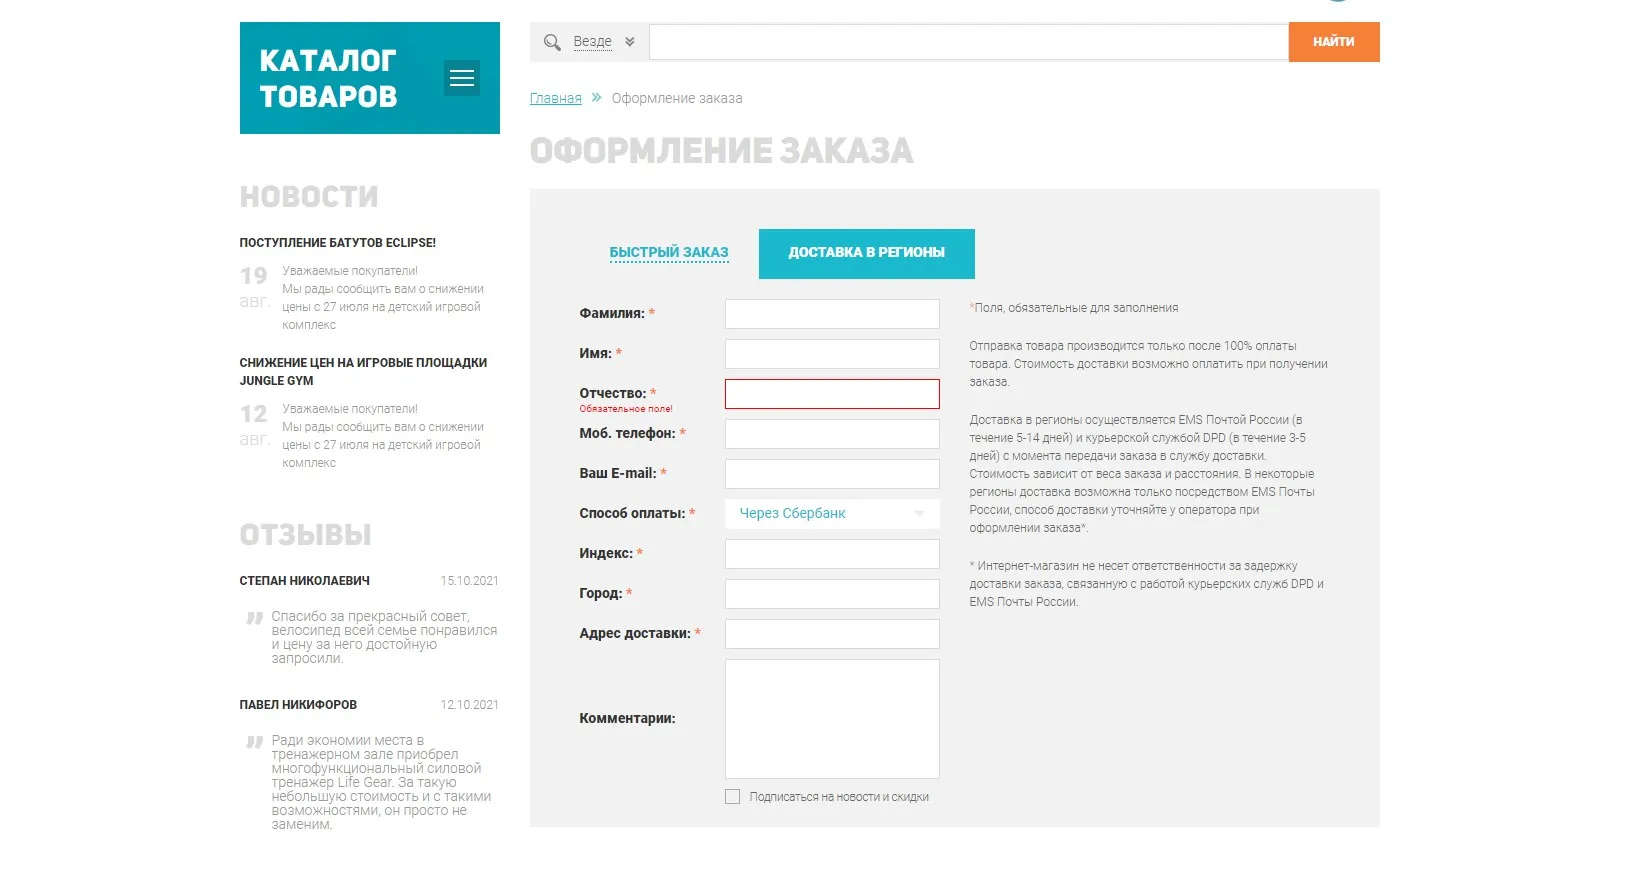 КАТАЛОГ
ТОВАРОВ
Везде
НАЙТИ
Главная » Оформление заказа
ОФОРМЛЕНИЕ ЗАКАЗА
НОВОСТИ
ПОСТУПЛЕНИЕ БАТУТОВ ECLIPSE!
19
авг.
Уважаемые покупатели!
Мы рады сообщить вам о снижении
цены с 27 июля на детский игровой
комплекс
СНИЖЕНИЕ ЦЕН НА ИГРОВЫЕ ПЛОЩАДКИ
JUNGLE GYM
12
авг.
Уважаемые покупатели!
Мы рады сообщить вам о снижении
цены с 27 июля на детский игровой
комплекс
ОТЗЫВЫ
СТЕПАН НИКОЛАЕВИЧ 15.10.2021
Спасибо за прекрасный совет,
велосипед всей семье понравился
и цену за него достойную
запросили.
ПАВЕЛ НИКИФОРОВ 12.10.2021
Ради экономии места в
тренажерном зале приобрел
многофункциональный силовой
тренажер Life Gear. За такую
небольшую стоимость и с такими
возможностями, он просто не
заменим.
БЫСТРЫЙ ЗАКАЗ
ДОСТАВКА В РЕГИОНЫ
Фамилия: *
Имя: *
Отчество: *
Обязательное поле!
Моб. телефон: *
Ваш E-mail: *
Способ оплаты: * Через Сбербанк
Индекс: *
Город: *
Адрес доставки: *
Комментарии:
Подписаться на новости и скидки
*Поля, обязательные для заполнения
Отправка товара производится только после 100% оплаты
товара. Стоимость доставки возможно оплатить при получении
заказа.
Доставка в регионы осуществляется EMS Почтой России (в
течение 5-14 дней) и курьерской службой DPD (в течение 3-5
дней) с момента передачи заказа в службу доставки.
Стоимость зависит от веса заказа и расстояния. В некоторые
регионы доставка возможна только посредством EMS Почты
России, способ доставки уточняйте у оператора при
оформлении заказа*.
* Интернет-магазин не несет ответственности за задержку
доставки заказа, связанную с работой курьерских служб DPD и
EMS Почты России.